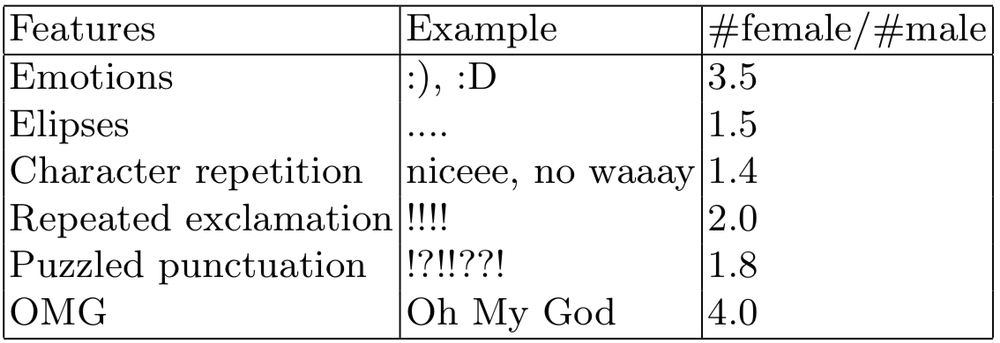 Features Example #female/#male
Emotions :), :D 3.5
Elipses .... 1.5
Character repetition niceee, no waaay 1.4
Repeated exclamation !!!! 2.0
Puzzled punctuation !?!!??! 1.8
OMG Oh My God 4.0